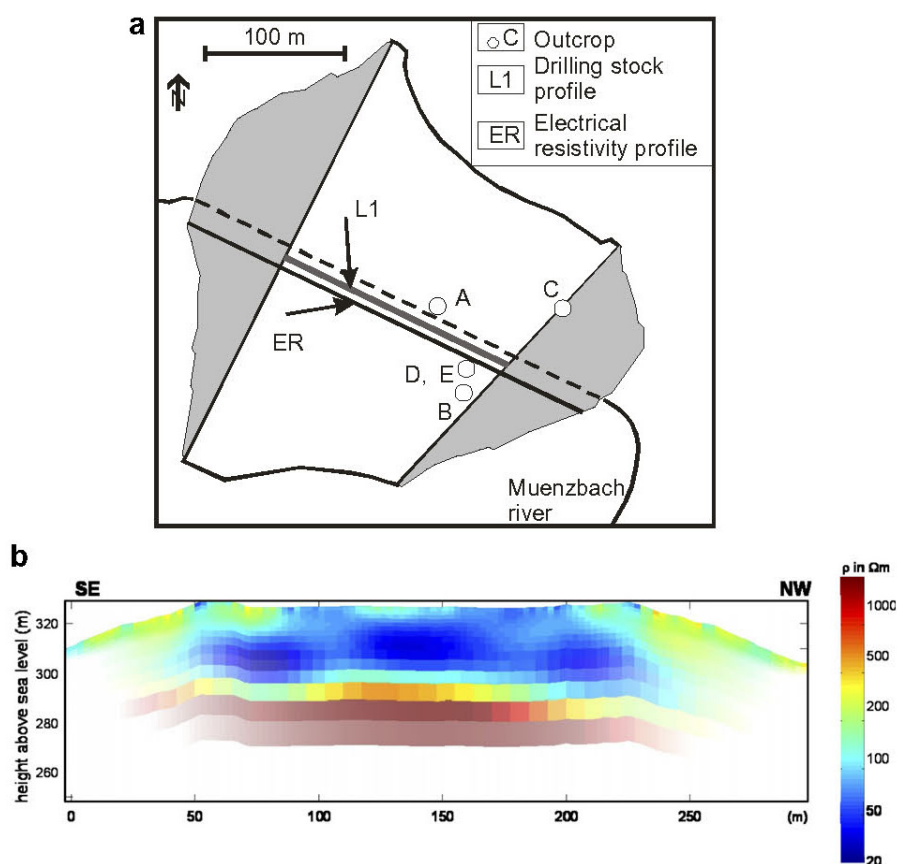 a
100 m
N
C Outcrop
L1 Drilling stock
profile
ER Electrical
resistivity profile
L1
A
C
ER
D, E
B
Muenzbach
river
b
SE
NW
ρ in Ωm
height above sea level (m)
320
300
280
260
0
50
100
150
200
250
(m)
1000
500
200
100
50
20